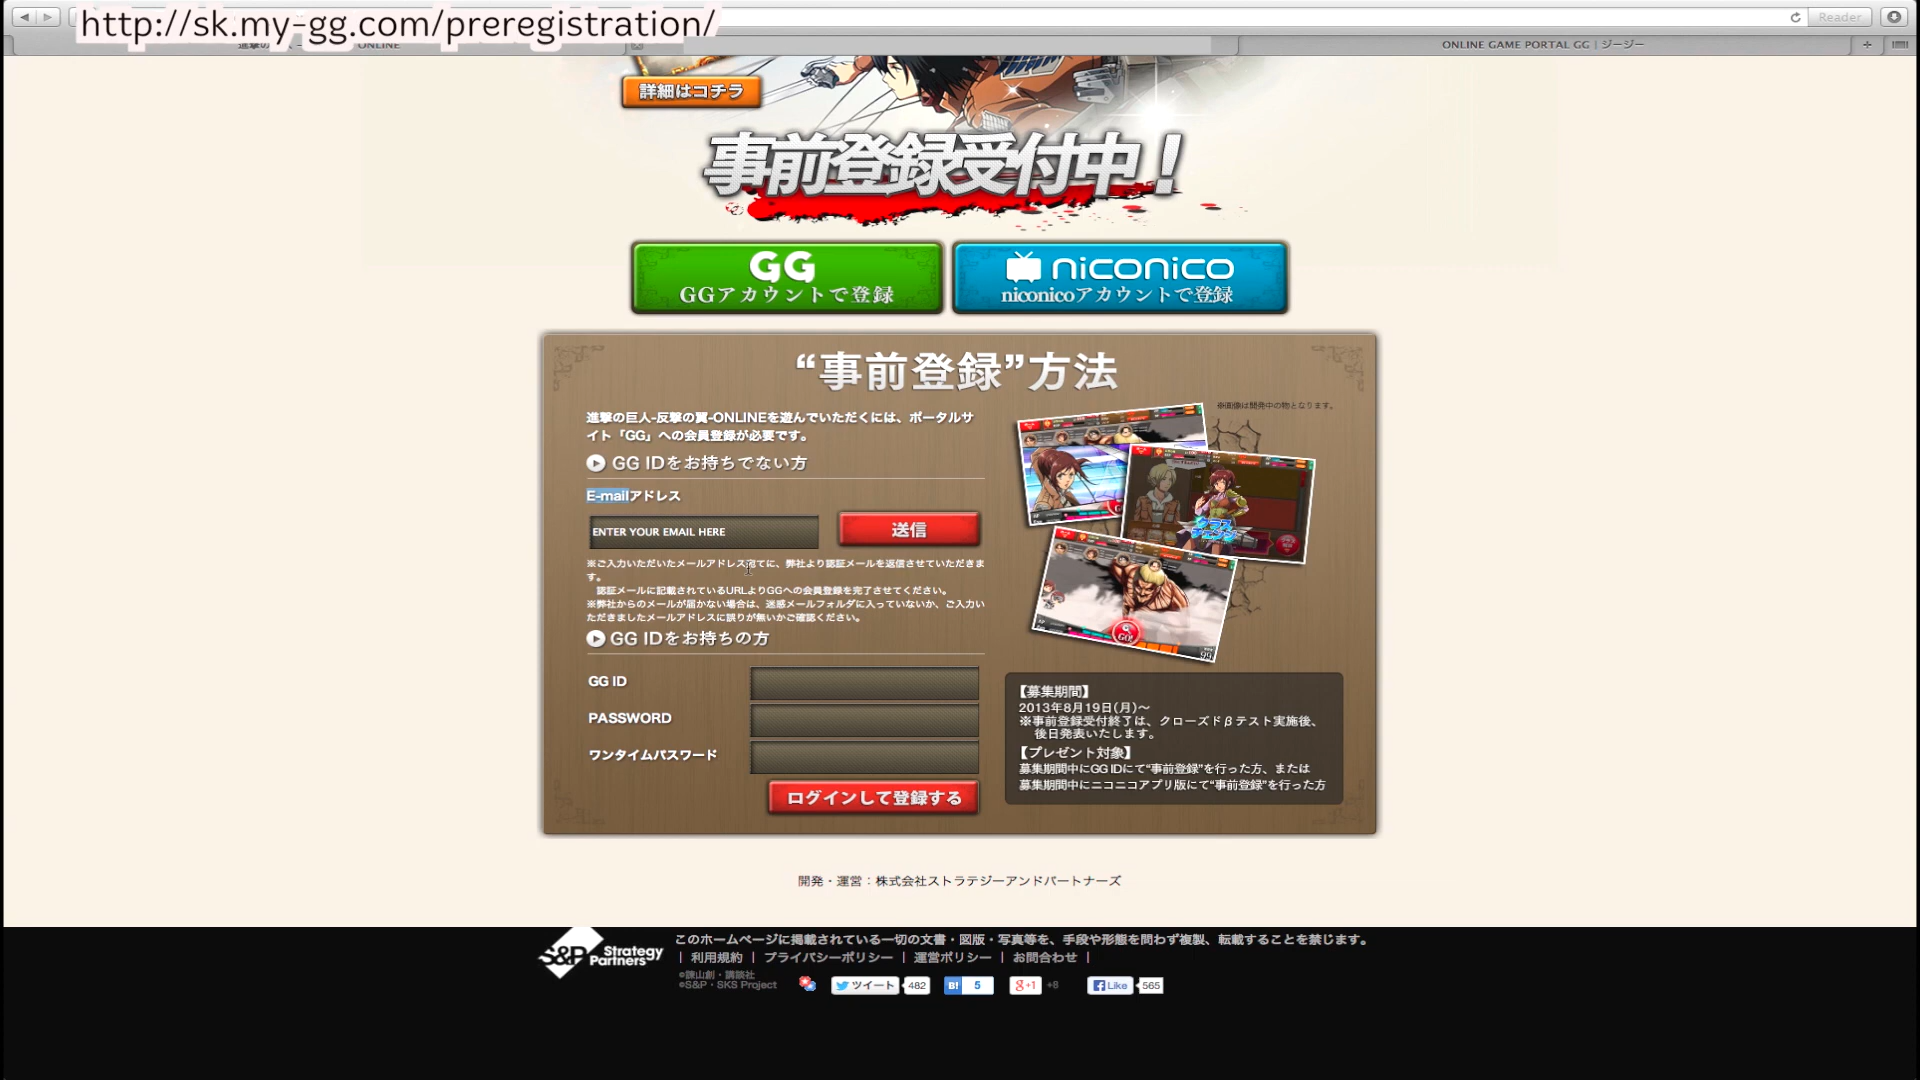 http://sk.my-gg.com/preregistration/
Reader
ONLINE
ONLINE GAME PORTAL GG | ジージー
詳細はコチラ
事前登録受付中!
GG
GGアカウントで登録
niconico
niconicoアカウントで登録
“事前登録”方法
進撃の巨人-反撃の翼-ONLINEを遊んでいただくには、ポータルサ
イト「GG」への会員登録が必要です。
GG IDをお持ちでない方
E-mailアドレス
ENTER YOUR EMAIL HERE
送信
※ご入力いただいたメールアドレス宛てに、弊社より認証メールを返信させていただきま
す。
認証メールに記載されているURLよりGGへの会員登録を完了させてください。
※弊社からのメールが届かない場合は、迷惑メールフォルダに入っていないか、ご入力い
ただきましたメールアドレスに誤りが無いかご確認ください。
GG IDをお持ちの方
GG ID
PASSWORD
ワンタイムパスワード
ログインして登録する
※画像は開発中の物となります。
クラス
チェンジ
GO!
99
【募集期間】
2013年8月19日(月)～
※事前登録受付終了は、クローズドβテスト実施後、
後日発表いたします。
【プレゼント対象】
募集期間中にGG IDにて“事前登録”を行った方、または
募集期間中にニコニコアプリ版にて“事前登録”を行った方
開発・運営：株式会社ストラテジーアンドパートナーズ
S&P Strategy Partners
このホームページに掲載されている一切の文書・図版・写真等を、手段や形態を問わず複製、転載することを禁じます。
| 利用規約 | プライバシーポリシー | 運営ポリシー | お問合わせ |
©諫山創・講談社
©S&P・SKS Project
ツイート 482 B! 5 g+1 +8 Like 565